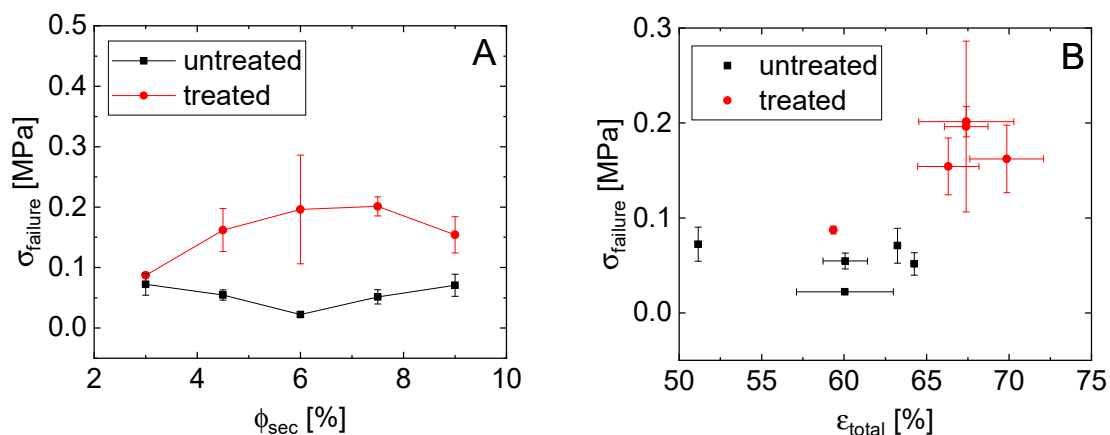 A
untreated
treated
0.5
0.4
0.3
0.2
0.1
0.0
σfailure [MPa]
2 4 6 8 10
ϕsec [%]
B
untreated
treated
0.3
0.2
0.1
0.0
σfailure [MPa]
50 55 60 65 70 75
εtotal [%]